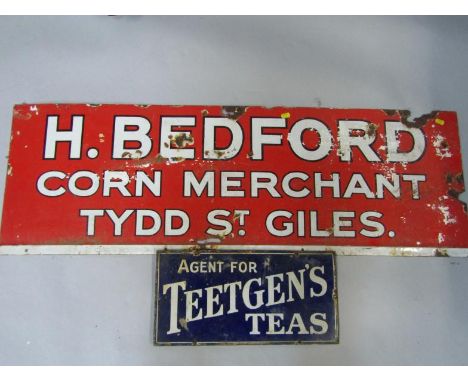 H. BEDFORD
CORN MERCHANT
TYDD ST GILES.
AGENT FOR
TEETGEN'S
TEAS